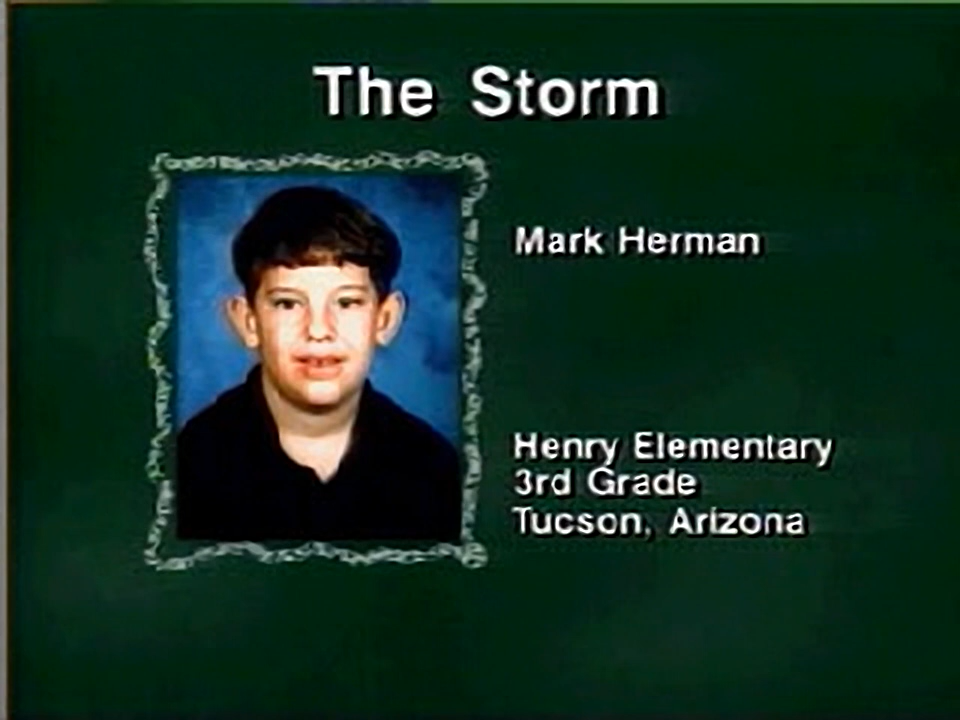 The Storm
Mark Herman
Henry Elementary
3rd Grade
Tucson, Arizona